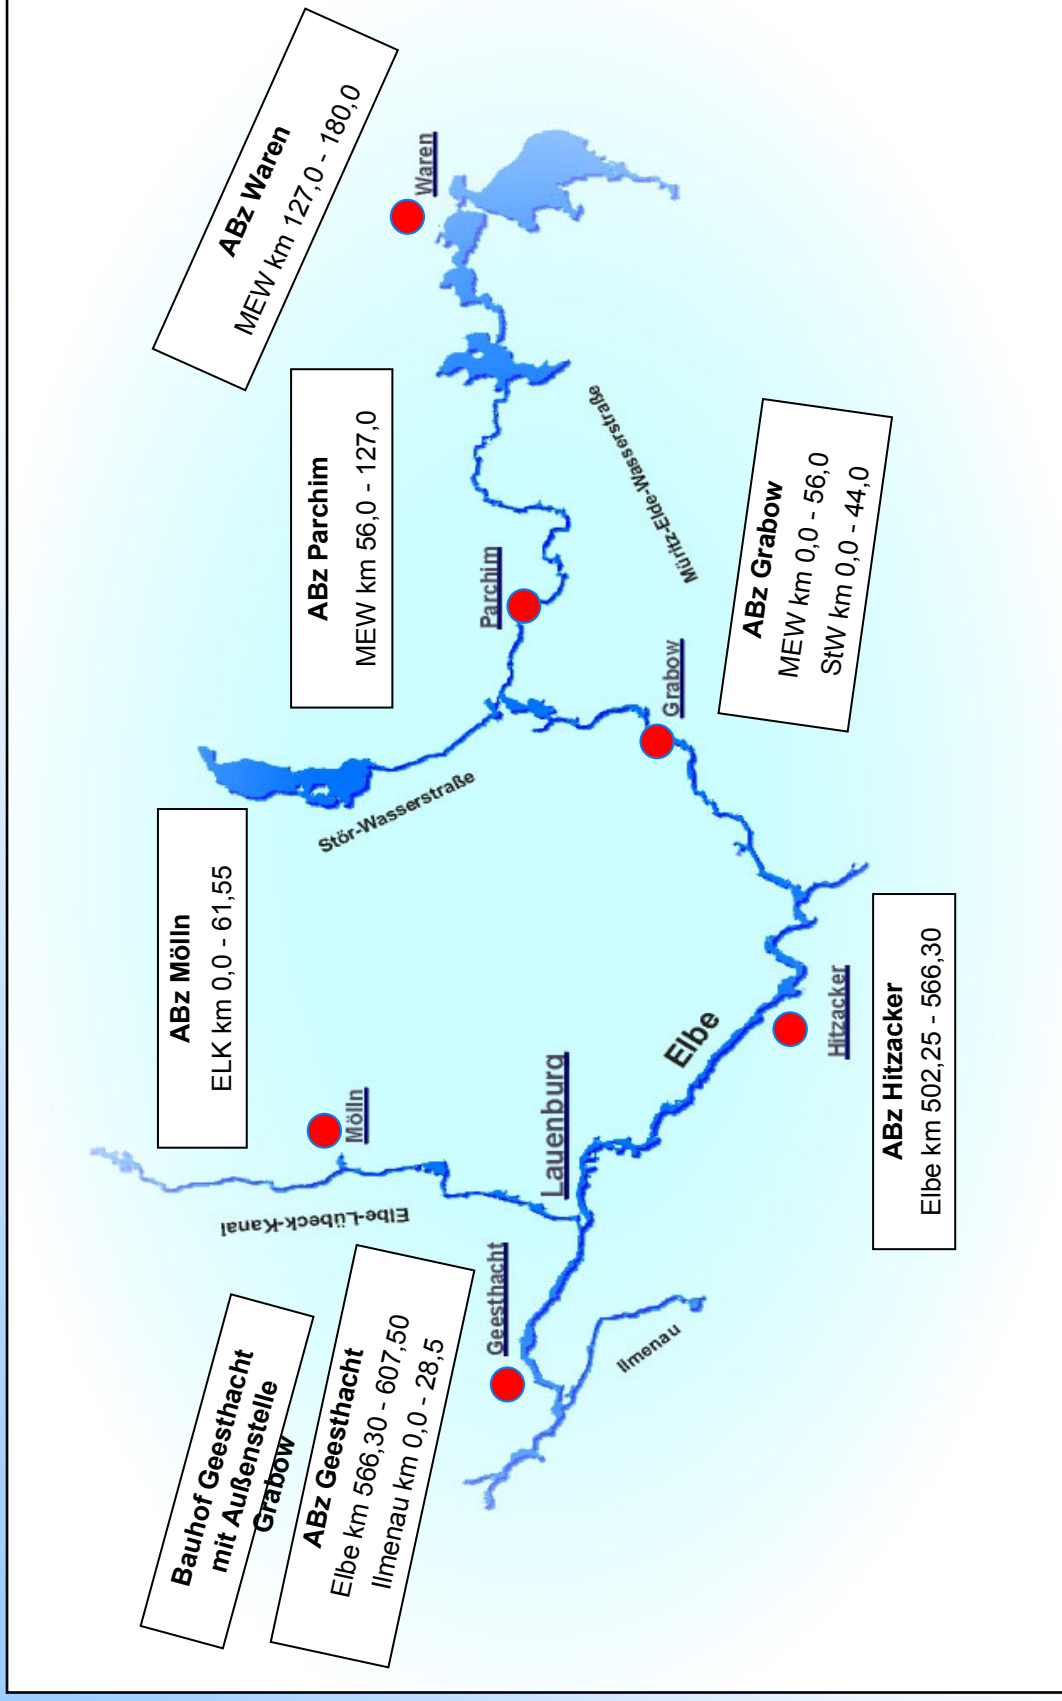 Bauhof Geesthacht
mit Außenstelle
Grabow
ABz Geesthacht
Elbe km 566,30 - 607,50
Ilmenau km 0,0 - 28,5
ABz Mölln
ELK km 0,0 - 61,55
ABz Parchim
MEW km 56,0 - 127,0
ABz Waren
MEW km 127,0 - 180,0
Elbe-Lübeck-Kanal
Mölln
Stör-Wasserstraße
Waren
Geesthacht
Lauenburg
Parchim
Müritz-Elde-Wasserstraße
Ilmenau
Elbe
Grabow
Hitzacker
ABz Grabow
MEW km 0,0 - 56,0
StW km 0,0 - 44,0
ABz Hitzacker
Elbe km 502,25 - 566,30